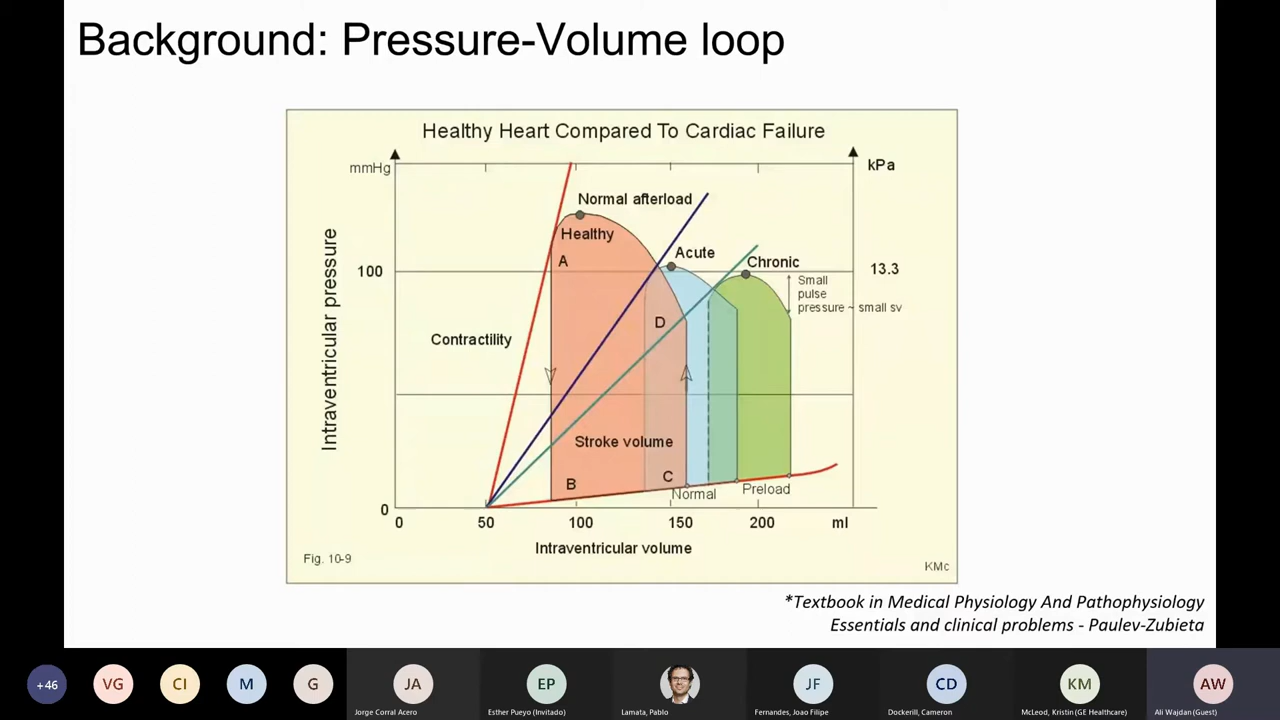 Background: Pressure-Volume loop
Healthy Heart Compared To Cardiac Failure
mmHg
kPa
Normal afterload
Healthy
A
Acute
Chronic
100
13.3
Small
pulse
pressure ~ small sv
D
Contractility
Intraventricular pressure
Stroke volume
B
C
Normal
Preload
0
0
50
100
150
200
ml
Intraventricular volume
Fig. 10-9
KMc
*Textbook in Medical Physiology And Pathophysiology
Essentials and clinical problems - Paulev-Zubieta
+46
VG
CI
M
G
JA
EP
JF
CD
KM
AW
Jorge Corral Acero
Esther Pueyo (Invitado)
Lamata, Pablo
Fernandes, Joao Filipe
Dockerill, Cameron
McLeod, Kristin (GE Healthcare)
Ali Wajdan (Guest)